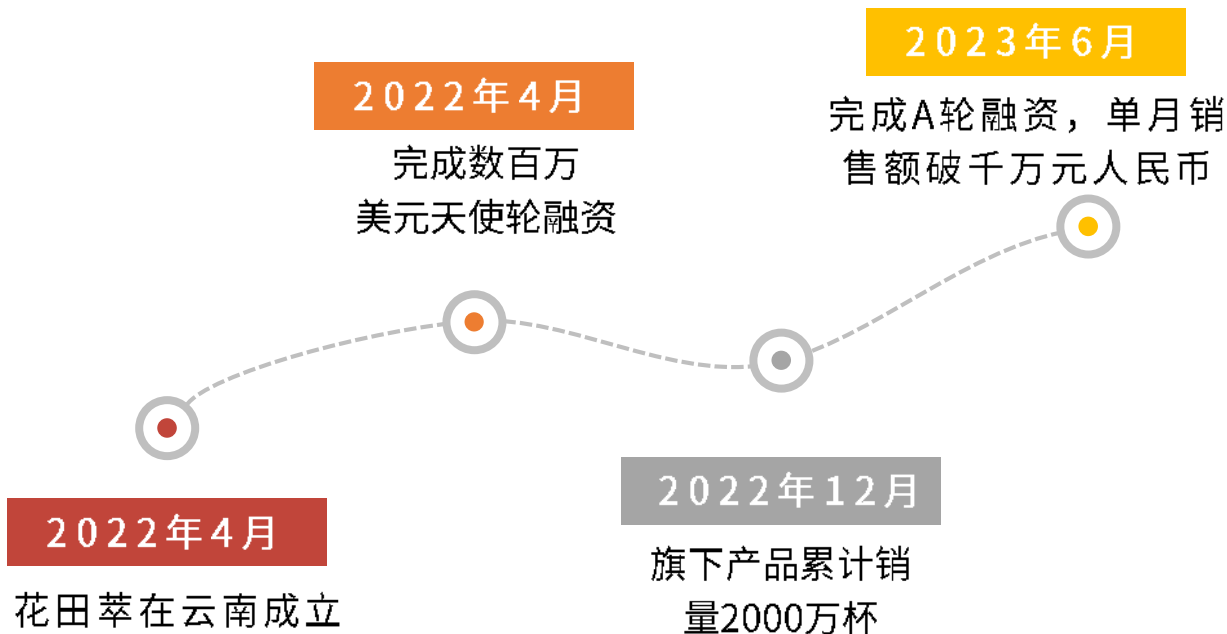 2022年4月
花田萃在云南成立
2022年4月
完成数百万
美元天使轮融资
2022年12月
旗下产品累计销
量2000万杯
2023年6月
完成A轮融资，单月销
售额破千万元人民币